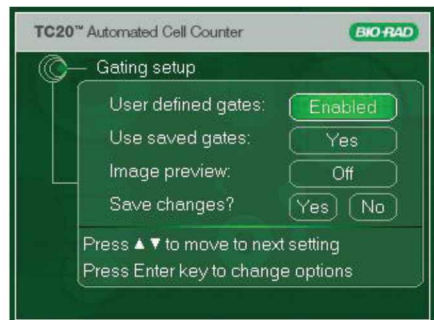 TC20™ Automated Cell Counter BIO-RAD
Gating setup
User defined gates: Enabled
Use saved gates: Yes
Image preview: Off
Save changes? Yes No
Press ▲ ▼ to move to next setting
Press Enter key to change options